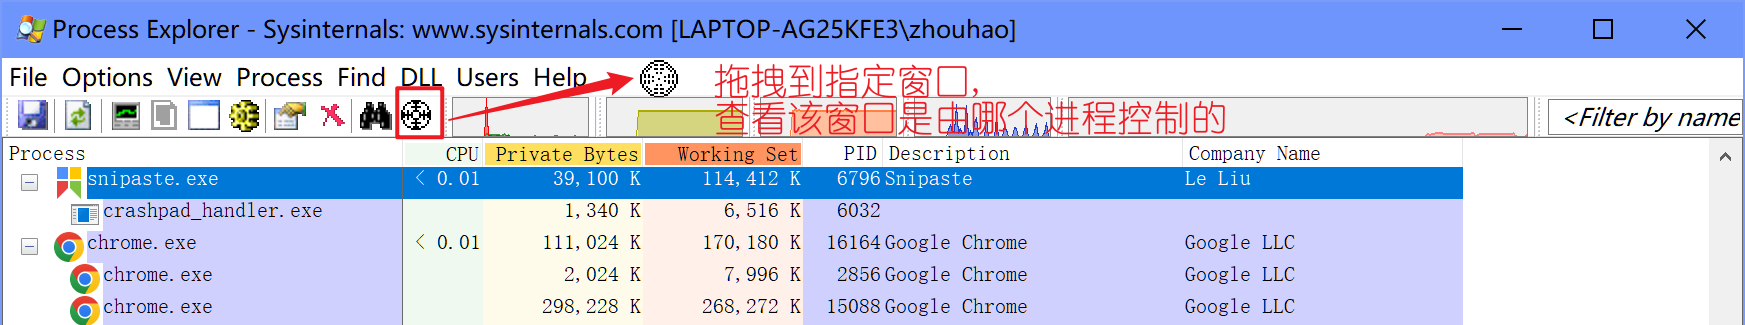 Process Explorer - Sysinternals: www.sysinternals.com [LAPTOP-AG25KFE3\zhouhao]
File Options View Process Find DLL Users Help
拖拽到指定窗口,
查看该窗口是由哪个进程控制的
<Filter by name
Process CPU Private Bytes Working Set PID Description Company Name
snipaste.exe < 0.01 39,100 K 114,412 K 6796 Snipaste Le Liu
crashpad_handler.exe 1,340 K 6,516 K 6032
chrome.exe < 0.01 111,024 K 170,180 K 16164 Google Chrome Google LLC
chrome.exe 2,024 K 7,996 K 2856 Google Chrome Google LLC
chrome.exe 298,228 K 268,272 K 15088 Google Chrome Google LLC